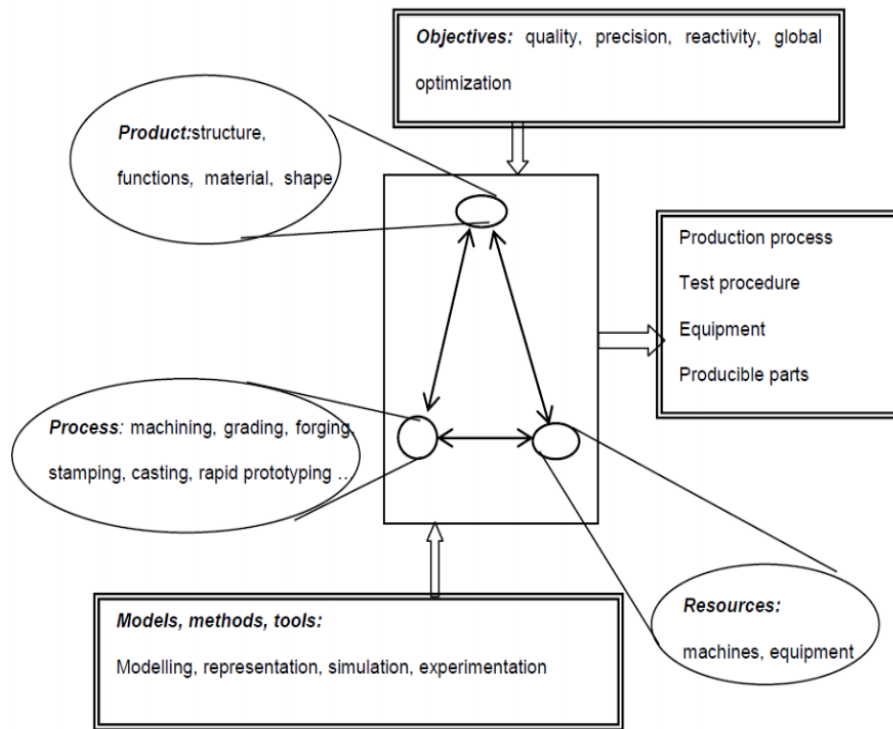 Objectives: quality, precision, reactivity, global
optimization
Product:structure,
functions, material, shape
Production process
Test procedure
Equipment
Producible parts
Process: machining, grading, forging,
stamping, casting, rapid prototyping ...
Models, methods, tools:
Modelling, representation, simulation, experimentation
Resources:
machines, equipment